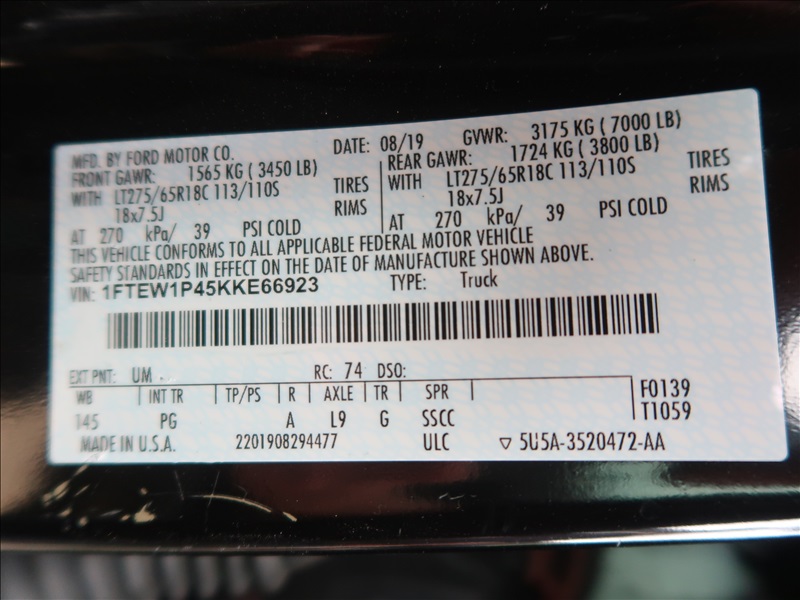 MFD. BY FORD MOTOR CO. DATE: 08/19 GVWR: 3175 KG ( 7000 LB)
FRONT GAWR: 1565 KG ( 3450 LB) REAR GAWR: 1724 KG ( 3800 LB)
WITH LT275/65R18C 113/110S TIRES WITH LT275/65R18C 113/110S TIRES
18x7.5J RIMS 18x7.5J RIMS
AT 270 kPa/ 39 PSI COLD AT 270 kPa/ 39 PSI COLD
THIS VEHICLE CONFORMS TO ALL APPLICABLE FEDERAL MOTOR VEHICLE
SAFETY STANDARDS IN EFFECT ON THE DATE OF MANUFACTURE SHOWN ABOVE.
VIN: 1FTEW1P45KKE66923 TYPE: Truck
EXT PNT: UM RC: 74 DSO:
WB INT TR TP/PS R AXLE TR SPR F0139
145 PG A L9 G SSCC T1059
MADE IN U.S.A. 2201908294477 ULC ▽ 5U5A-3520472-AA